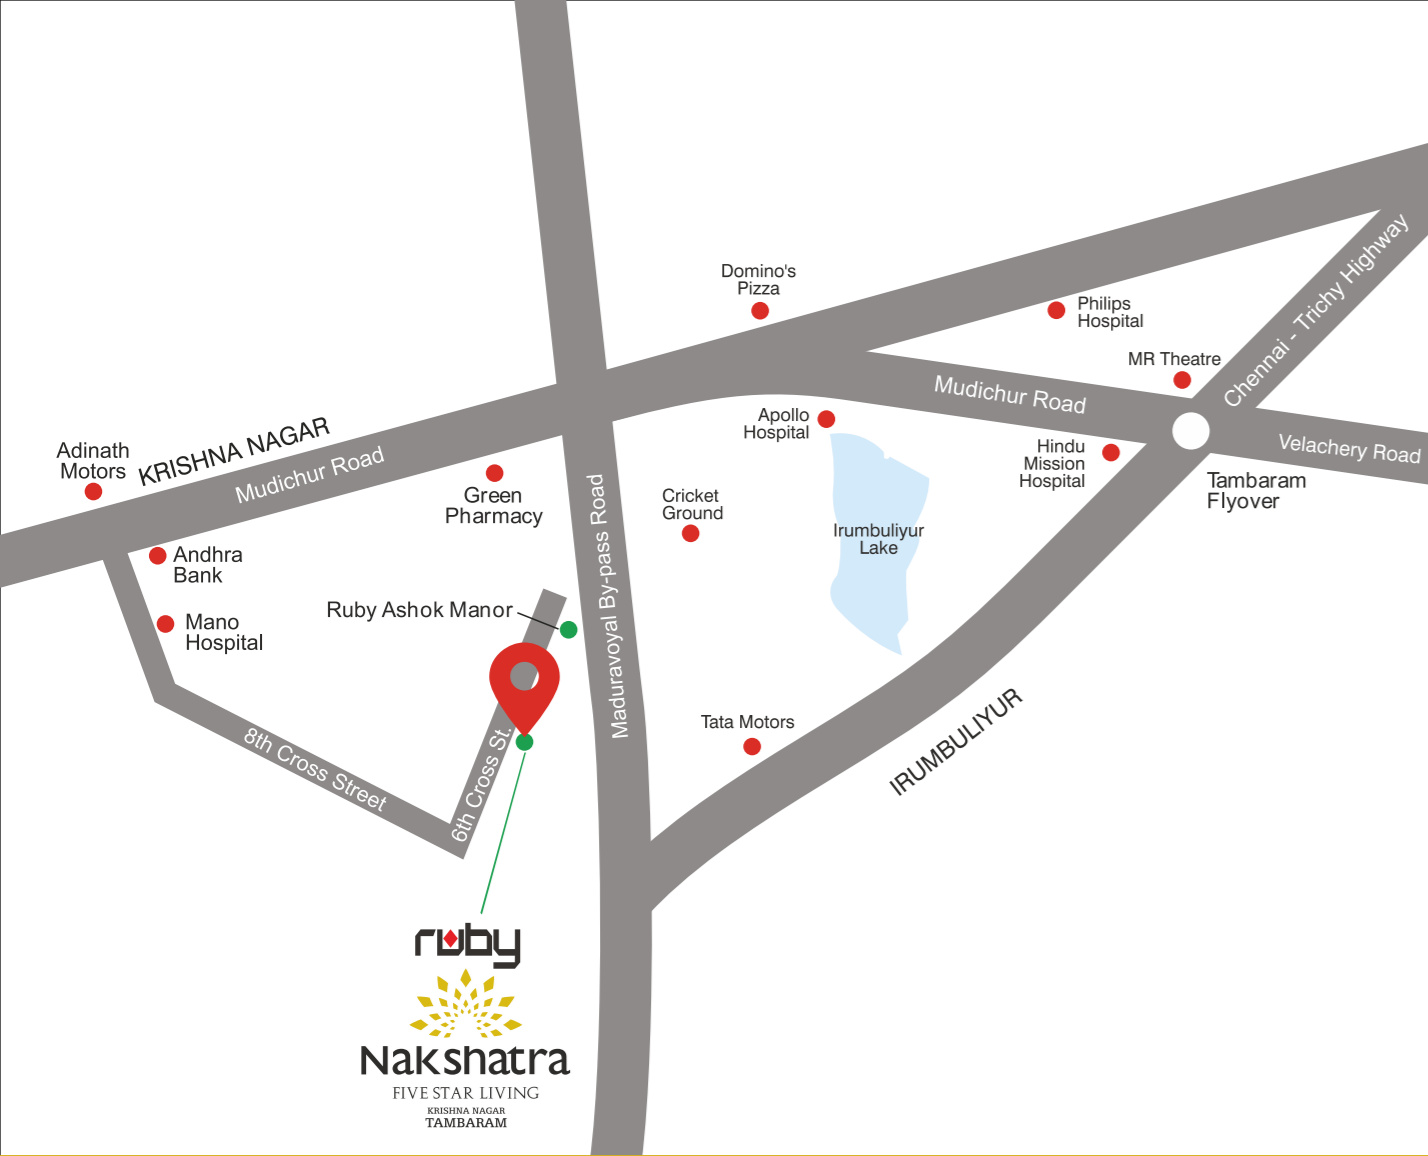 Domino's
Pizza
Philips
Hospital
Chennai - Trichy Highway
MR Theatre
Mudichur Road
Velachery Road
Tambaram
Flyover
Hindu
Mission
Hospital
Apollo
Hospital
Adinath
Motors
KRISHNA NAGAR
Mudichur Road
Green
Pharmacy
Cricket
Ground
Irumbuliyur
Lake
Maduravoyal By-pass Road
Andhra
Bank
Mano
Hospital
Ruby Ashok Manor
8th Cross Street
6th Cross St.
Tata Motors
IRUMBULIYUR
ruby
Nakshatra
FIVE STAR LIVING
KRISHNA NAGAR
TAMBARAM